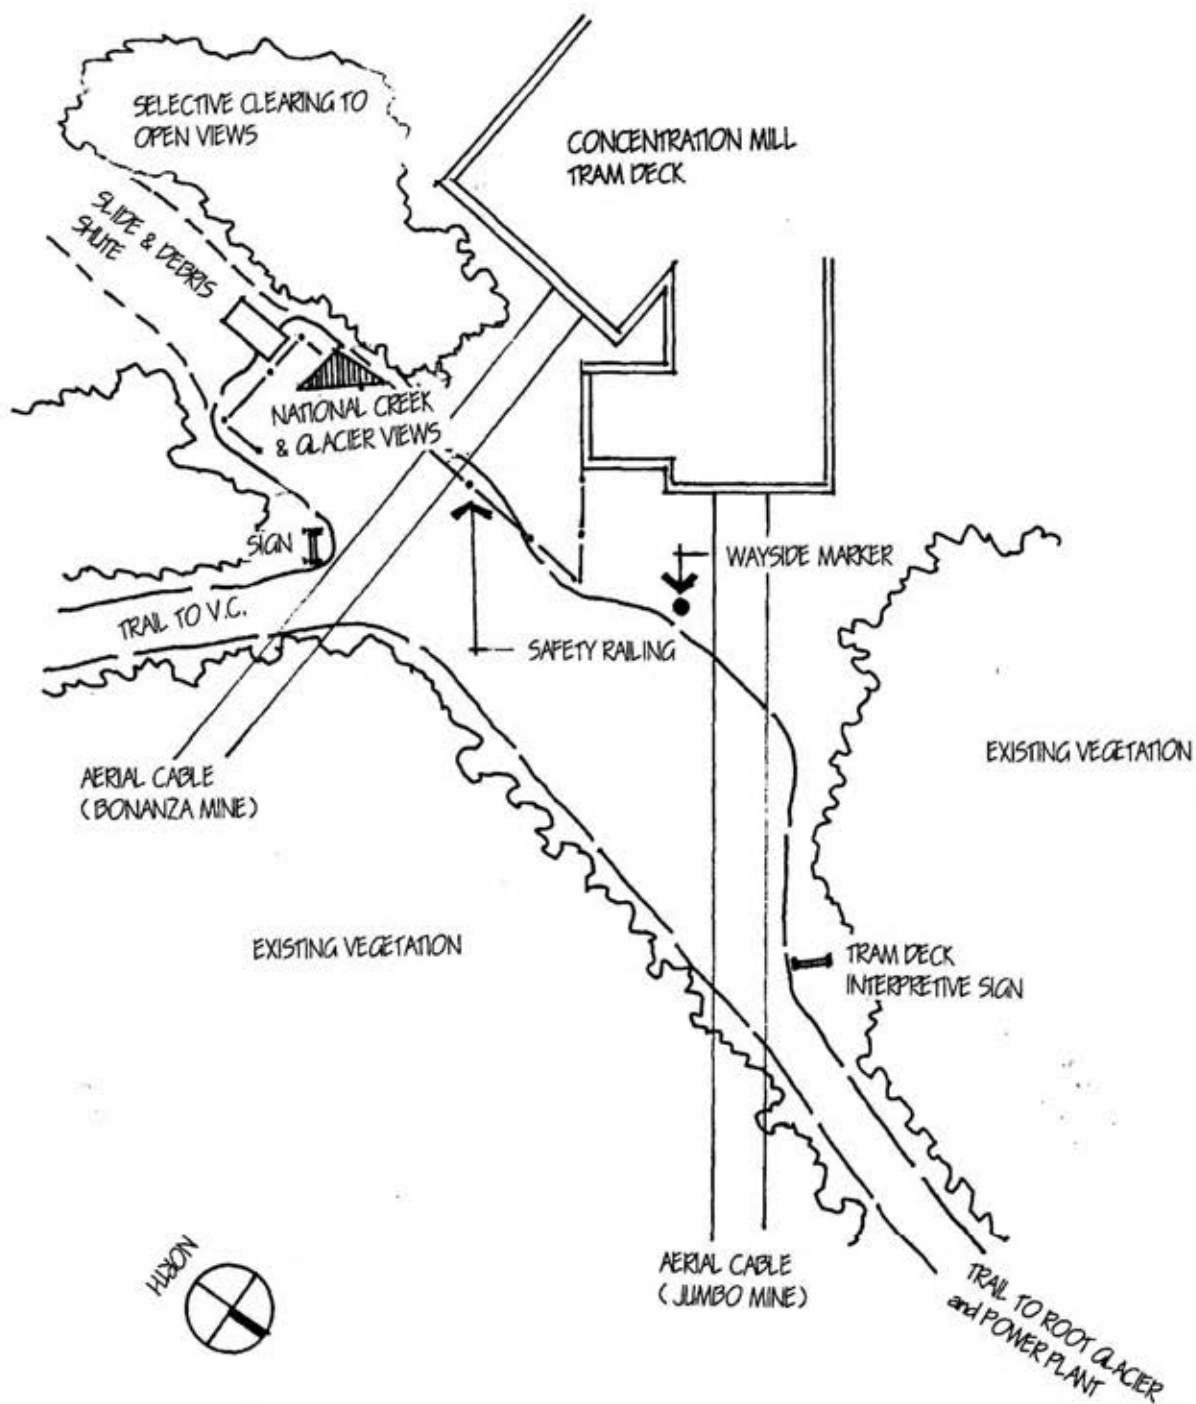 SELECTIVE CLEARING TO
OPEN VIEWS
CONCENTRATION MILL
TRAM DECK
SLIDE & DEBRIS
SHUTE
NATIONAL CREEK
& GLACIER VIEWS
SIGN
WAYSIDE MARKER
TRAIL TO V.C.
SAFETY RAILING
EXISTING VEGETATION
AERIAL CABLE
(BONANZA MINE)
EXISTING VEGETATION
TRAM DECK
INTERPRETIVE SIGN
NORTH
AERIAL CABLE
(JUMBO MINE)
TRAIL TO ROOT GLACIER
and POWER PLANT